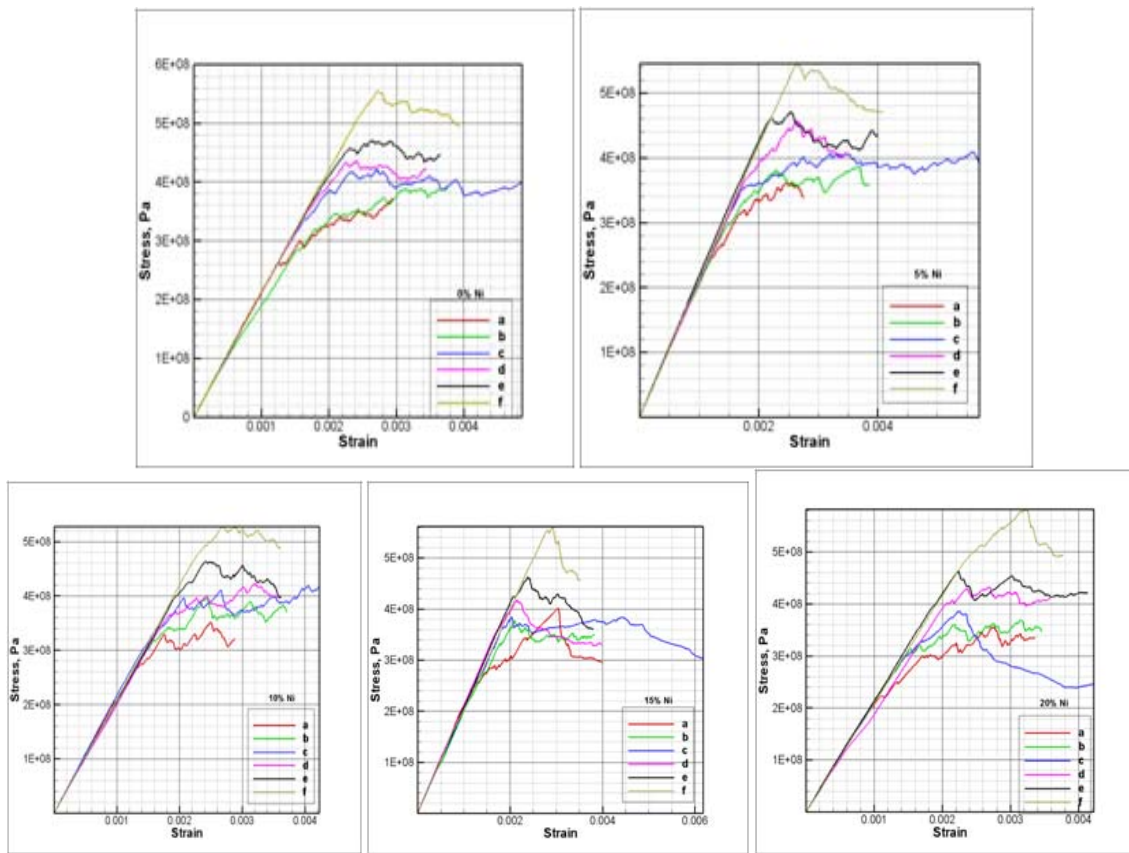 6E+08
5E+08
4E+08
3E+08
2E+08
1E+08
0
Stress, Pa
0.001 0.002 0.003 0.004
Strain
0% Ni
a
b
c
d
e
f
5E+08
4E+08
3E+08
2E+08
1E+08
Stress, Pa
0.002 0.004
Strain
5% Ni
a
b
c
d
e
f
5E+08
4E+08
3E+08
2E+08
1E+08
Stress, Pa
0.001 0.002 0.003 0.004
Strain
10% Ni
a
b
c
d
e
f
5E+08
4E+08
3E+08
2E+08
1E+08
Stress, Pa
0.002 0.004 0.006
Strain
15% Ni
a
b
c
d
e
f
5E+08
4E+08
3E+08
2E+08
1E+08
Stress, Pa
0.001 0.002 0.003 0.004
Strain
20% Ni
a
b
c
d
e
f